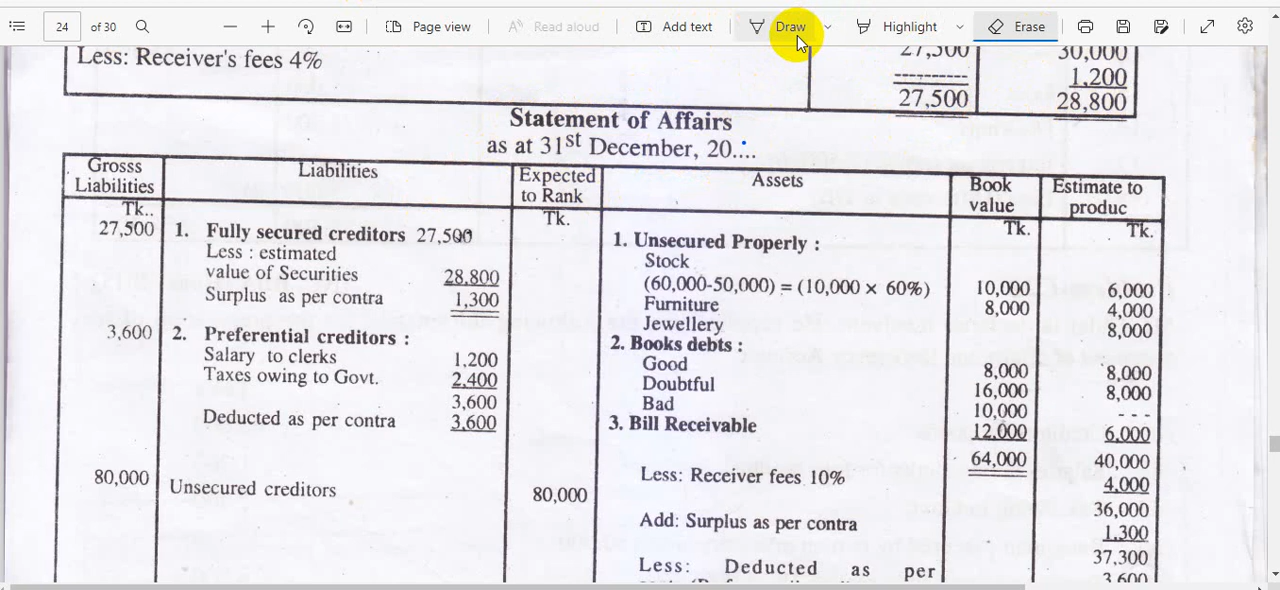 24 of 30 Page view Read aloud Add text Draw Highlight Erase
27,500 30,000
Less: Receiver's fees 4%
-------- 1,200
27,500 28,800
Statement of Affairs
as at 31st December, 20....
Grosss Liabilities Liabilities Expected to Rank Assets Book value Estimate to produc
Tk.. Tk. Tk. Tk.
27,500 1. Fully secured creditors 27,500 1. Unsecured Properly :
Less : estimated Stock
value of Securities 28,800 (60,000-50,000) = (10,000 × 60%) 10,000 6,000
Surplus as per contra 1,300 Furniture 8,000 4,000
3,600 2. Preferential creditors : Jewellery 8,000
2. Books debts :
Salary to clerks 1,200 Good 8,000 8,000
Taxes owing to Govt. 2,400 Doubtful 16,000 8,000
3,600 Bad 10,000 ---
Deducted as per contra 3,600 3. Bill Receivable 12,000 6,000
64,000 40,000
80,000 Unsecured creditors 80,000 Less: Receiver fees 10% 4,000
36,000
Add: Surplus as per contra 1,300
37,300
Less: Deducted as per
3,600